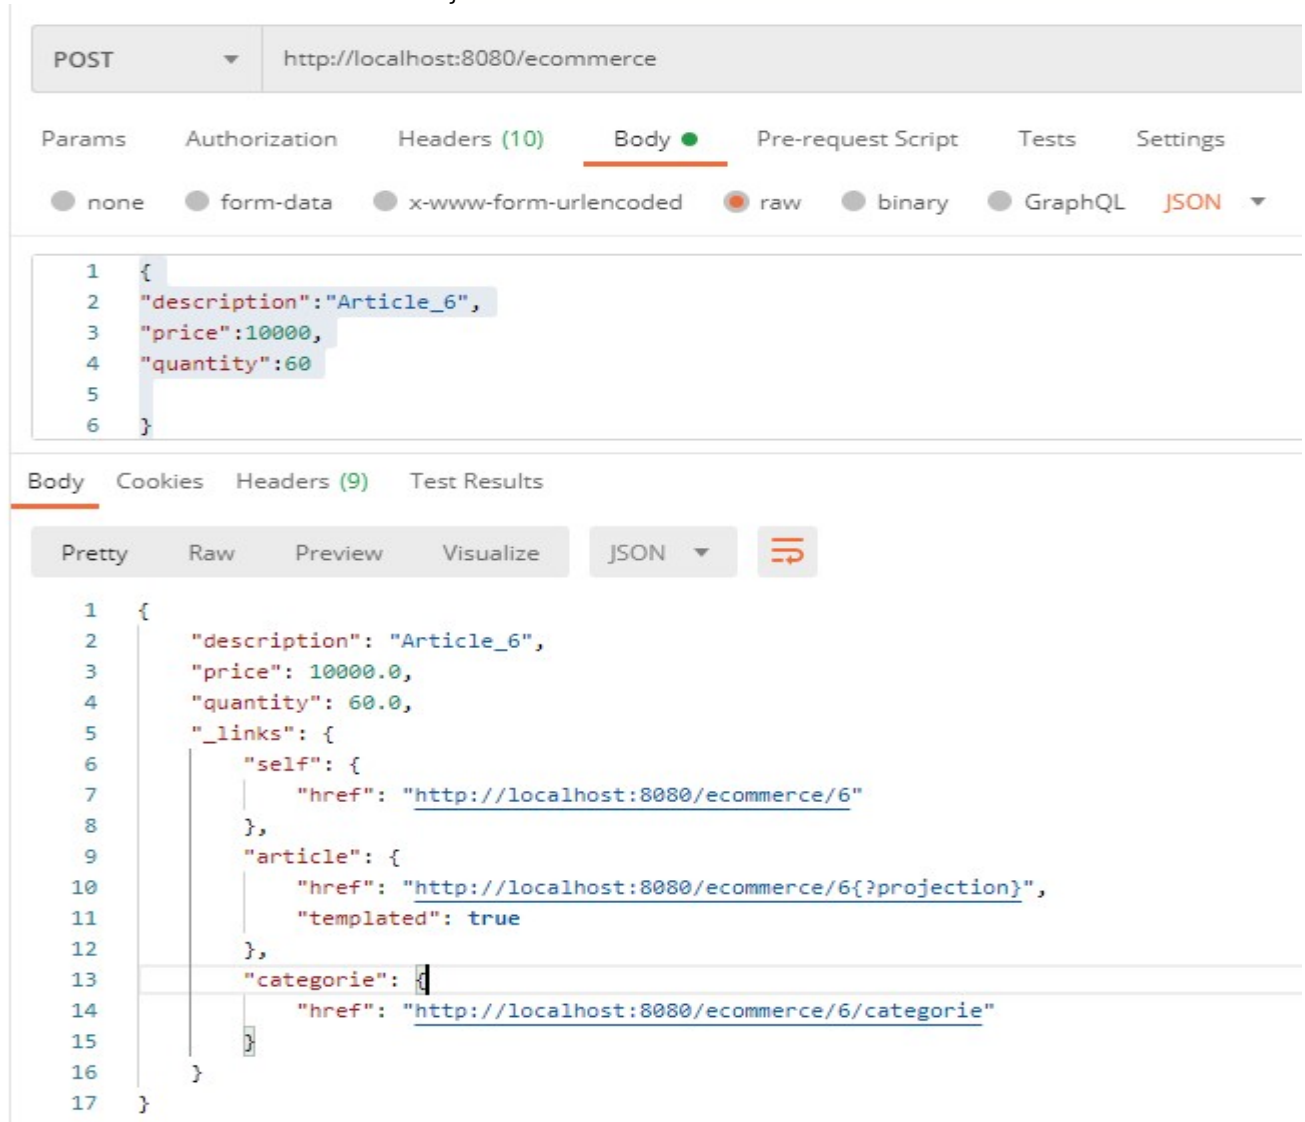 POST http://localhost:8080/ecommerce
Params Authorization Headers (10) Body Pre-request Script Tests Settings
none form-data x-www-form-urlencoded raw binary GraphQL JSON
1 {
2 "description":"Article_6",
3 "price":10000,
4 "quantity":60
5
6 }
Body Cookies Headers (9) Test Results
Pretty Raw Preview Visualize JSON
1 {
2 "description": "Article_6",
3 "price": 10000.0,
4 "quantity": 60.0,
5 "_links": {
6 "self": {
7 "href": "http://localhost:8080/ecommerce/6"
8 },
9 "article": {
10 "href": "http://localhost:8080/ecommerce/6{?projection}",
11 "templated": true
12 },
13 "categorie": {
14 "href": "http://localhost:8080/ecommerce/6/categorie"
15 }
16 }
17 }